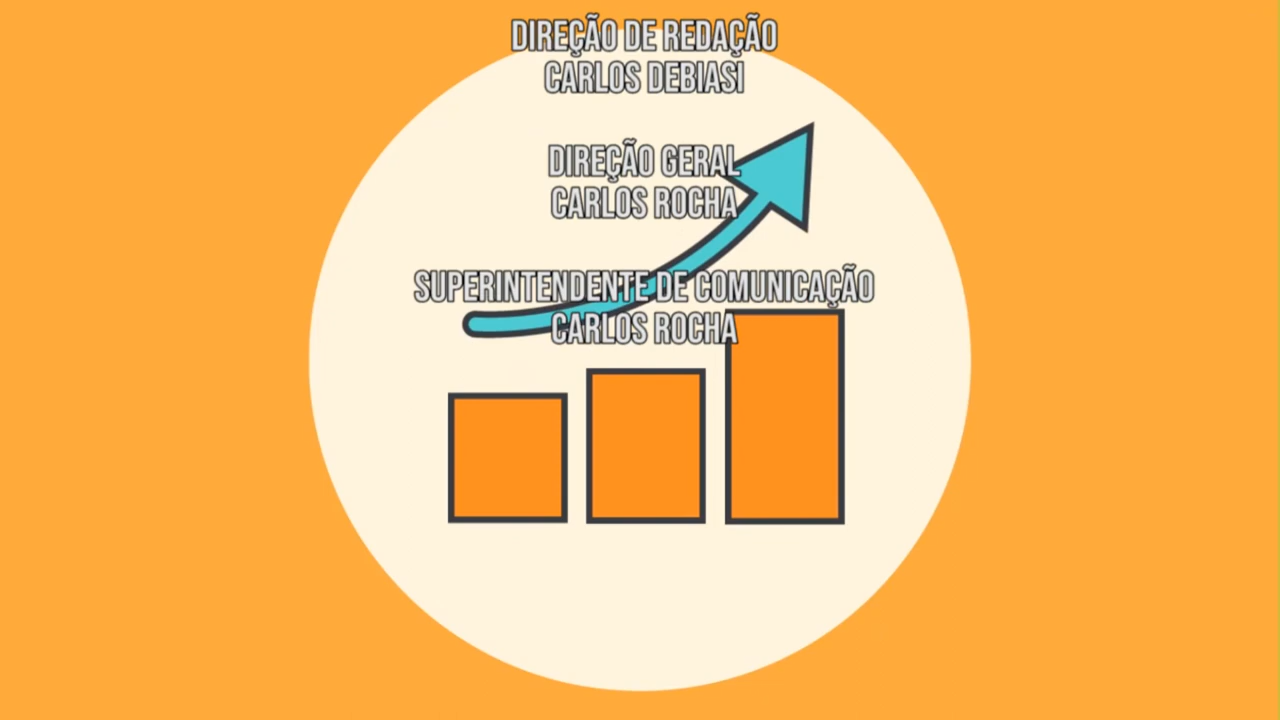 DIREÇÃO DE REDAÇÃO
CARLOS DEBIASI
DIREÇÃO GERAL
CARLOS ROCHA
SUPERINTENDENTE DE COMUNICAÇÃO
CARLOS ROCHA